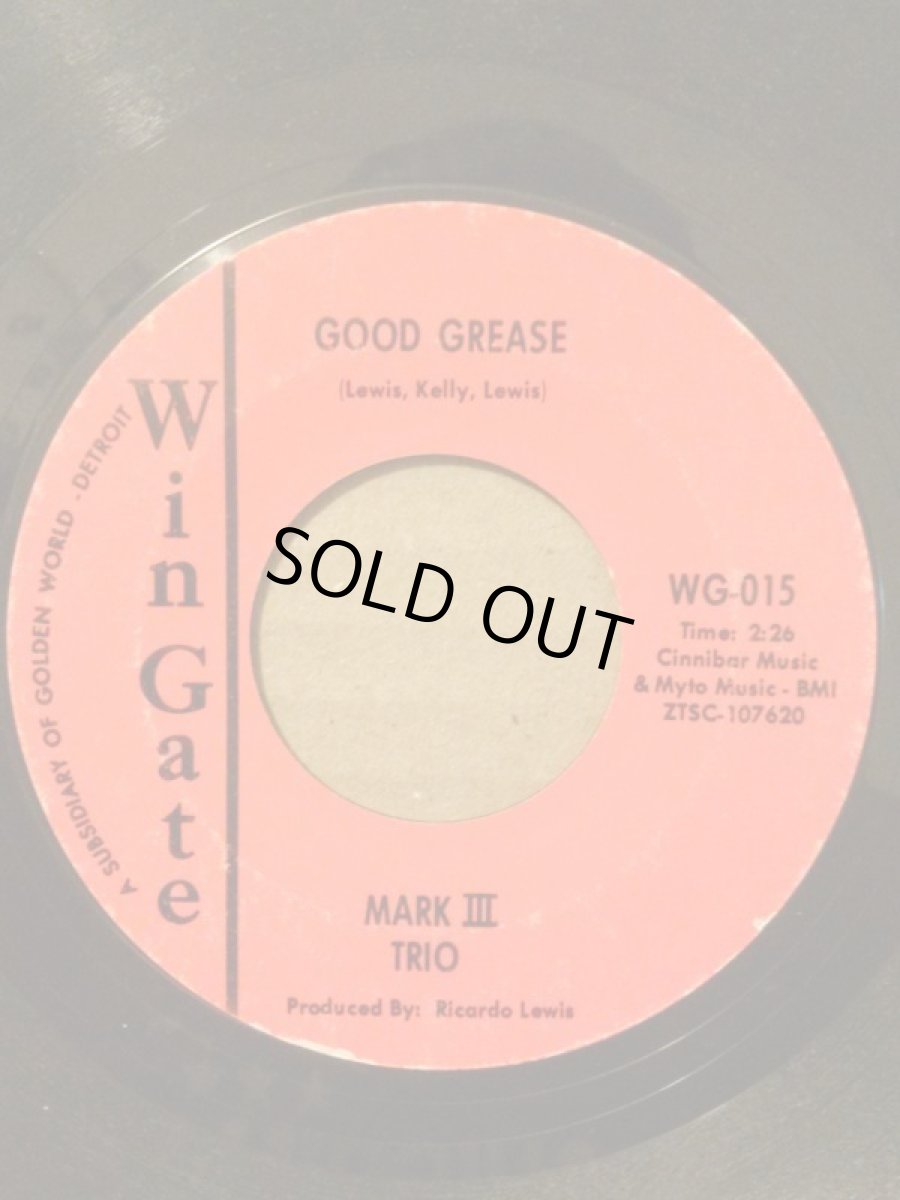 GOOD GREASE
(Lewis, Kelly, Lewis)
WinGate
A SUBSIDIARY OF GOLDEN WORLD - DETROIT
SOLD OUT
WG-015
Time: 2:26
Cinnibar Music
& Myto Music - BMI
ZTSC-107620
MARK III
TRIO
Produced By: Ricardo Lewis